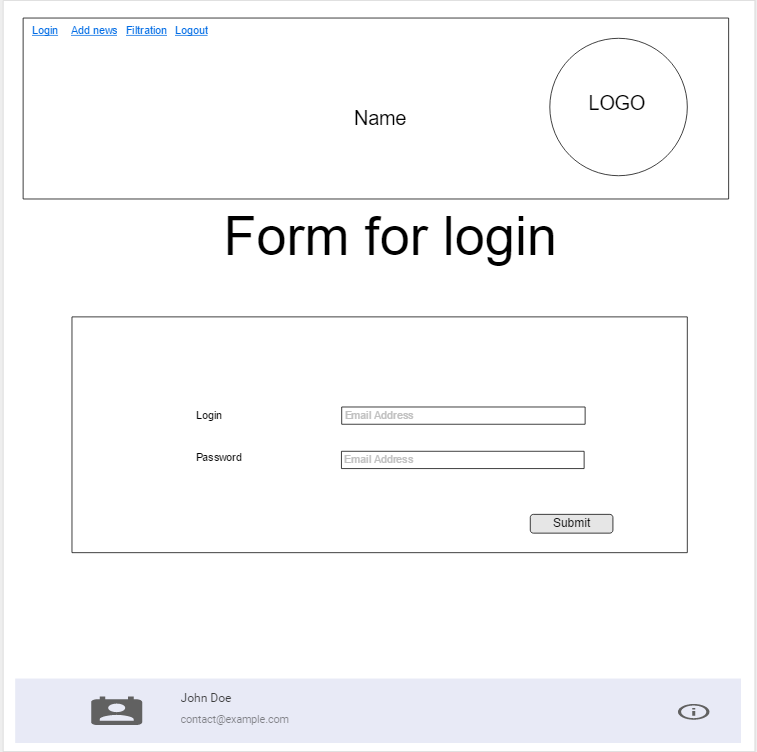 Login Add news Filtration Logout
LOGO
Name
Form for login
Login Email Address
Password Email Address
Submit
John Doe
contact@example.com